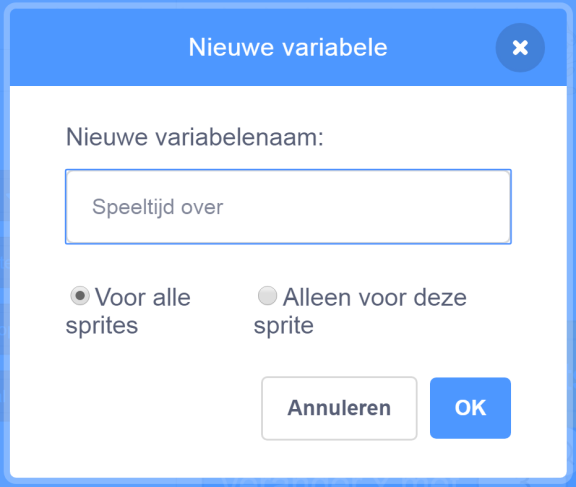 Nieuwe variabele
Nieuwe variabelenaam:
Speeltijd over
Voor alle sprites
Alleen voor deze sprite
Annuleren
OK